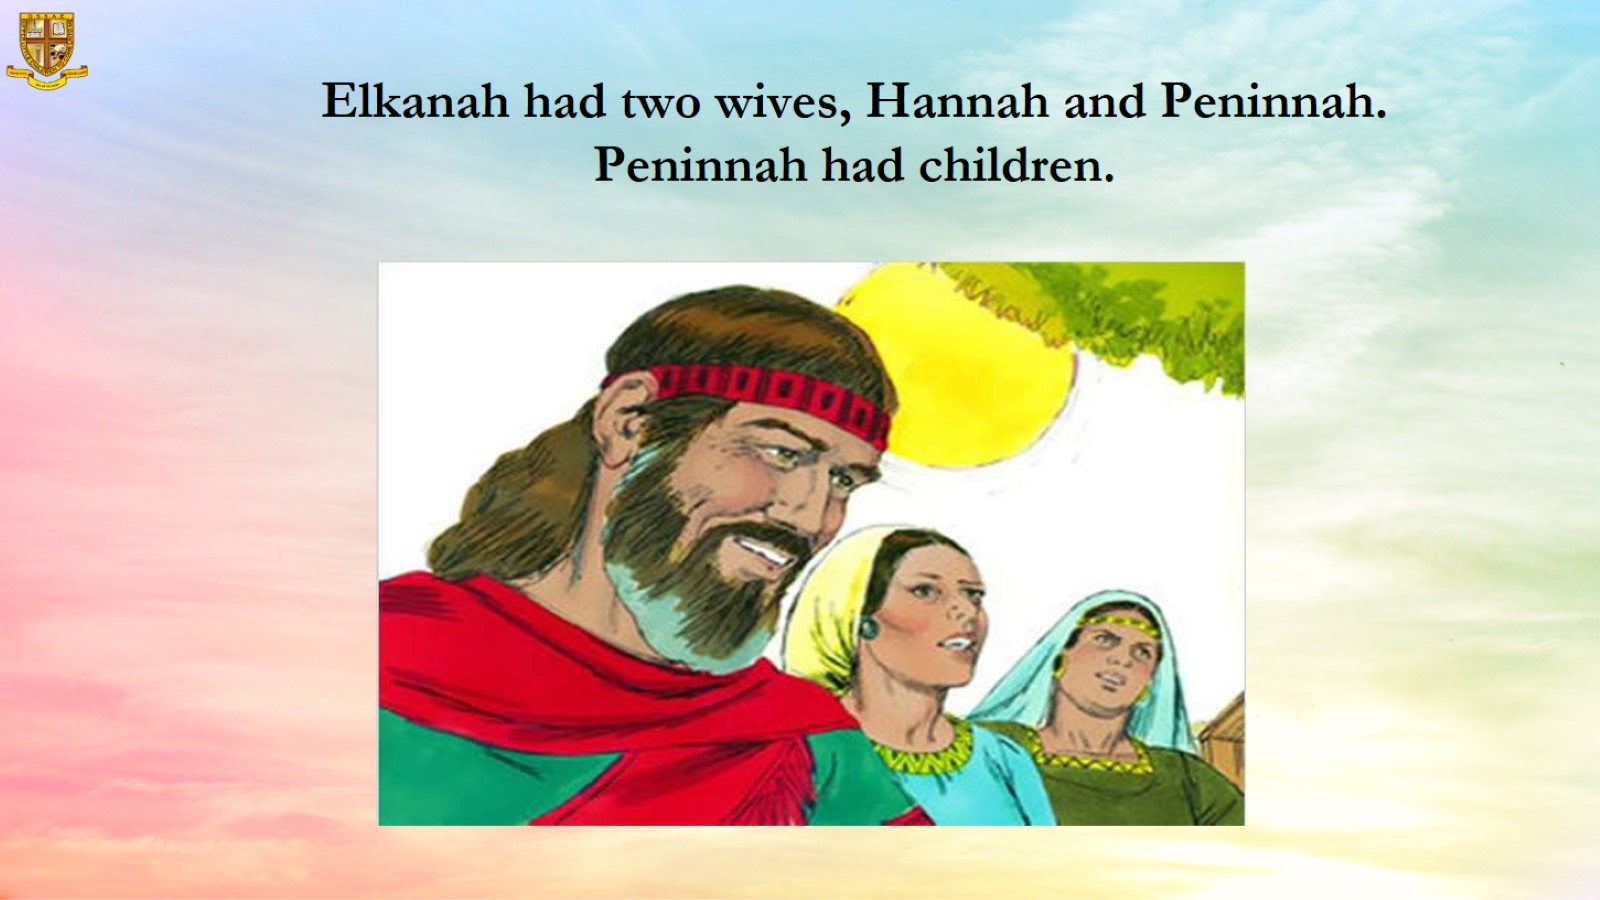 O S S A E
Elkanah had two wives, Hannah and Peninnah.
Peninnah had children.